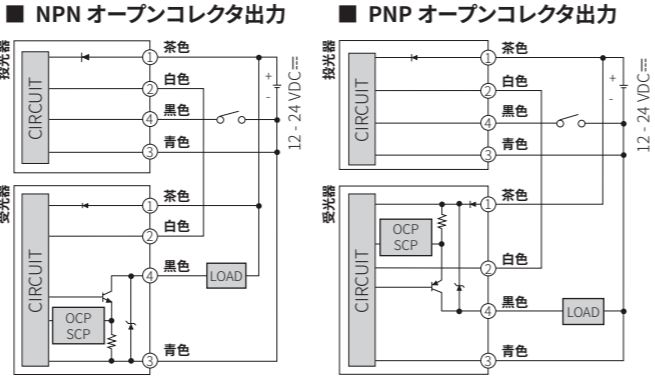 ■ NPN オープンコレクタ出力
投光器
CIRCUIT
① 茶色
② 白色
④ 黒色
③ 青色
+
-
12 - 24 VDC⎓
受光器
CIRCUIT
OCP
SCP
① 茶色
② 白色
④ 黒色
LOAD
③ 青色
■ PNP オープンコレクタ出力
投光器
CIRCUIT
① 茶色
② 白色
④ 黒色
③ 青色
+
-
12 - 24 VDC⎓
受光器
CIRCUIT
OCP
SCP
① 茶色
② 白色
④ 黒色
LOAD
③ 青色